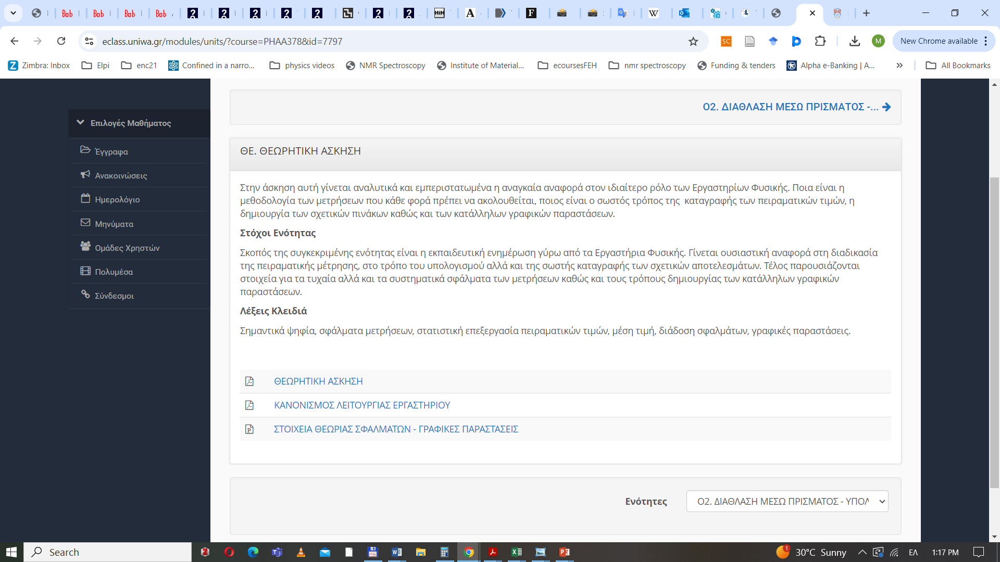 Bob
Bob
Bob
Bob
eclass.uniwa.gr/modules/units/?course=PHAA378&id=7797
SC
M
New Chrome available
Zimbra: Inbox
Elpi
enc21
Confined in a narro...
physics videos
NMR Spectroscopy
Institute of Material...
ecoursesFEH
nmr spectroscopy
Funding & tenders
Alpha e-Banking | A...
All Bookmarks
Επιλογές Μαθήματος
Έγγραφα
Ανακοινώσεις
Ημερολόγιο
Μηνύματα
Ομάδες Χρηστών
Πολυμέσα
Σύνδεσμοι
Ο2. ΔΙΑΘΛΑΣΗ ΜΕΣΩ ΠΡΙΣΜΑΤΟΣ -...
ΘΕ. ΘΕΩΡΗΤΙΚΗ ΑΣΚΗΣΗ
Στην άσκηση αυτή γίνεται αναλυτικά και εμπεριστατωμένα η αναγκαία αναφορά στον ιδιαίτερο ρόλο των Εργαστηρίων Φυσικής. Ποια είναι η
μεθοδολογία των μετρήσεων που κάθε φορά πρέπει να ακολουθείται, ποιος είναι ο σωστός τρόπος της  καταγραφής των πειραματικών τιμών, η
δημιουργία των σχετικών πινάκων καθώς και των κατάλληλων γραφικών παραστάσεων.
Στόχοι Ενότητας
Σκοπός της συγκεκριμένης ενότητας είναι η εκπαιδευτική ενημέρωση γύρω από τα Εργαστήρια Φυσικής. Γίνεται ουσιαστική αναφορά στη διαδικασία
της πειραματικής μέτρησης, στο τρόπο του υπολογισμού αλλά και της σωστής καταγραφής των σχετικών αποτελεσμάτων. Τέλος παρουσιάζονται
στοιχεία για τα τυχαία αλλά και τα συστηματικά σφάλματα των μετρήσεων καθώς και τους τρόπους δημιουργίας των κατάλληλων γραφικών
παραστάσεων.
Λέξεις Κλειδιά
Σημαντικά ψηφία, σφάλματα μετρήσεων, στατιστική επεξεργασία πειραματικών τιμών, μέση τιμή, διάδοση σφαλμάτων, γραφικές παραστάσεις.
ΘΕΩΡΗΤΙΚΗ ΑΣΚΗΣΗ
ΚΑΝΟΝΙΣΜΟΣ ΛΕΙΤΟΥΡΓΙΑΣ ΕΡΓΑΣΤΗΡΙΟΥ
ΣΤΟΙΧΕΙΑ ΘΕΩΡΙΑΣ ΣΦΑΛΜΑΤΩΝ - ΓΡΑΦΙΚΕΣ ΠΑΡΑΣΤΑΣΕΙΣ
Ενότητες
Ο2. ΔΙΑΘΛΑΣΗ ΜΕΣΩ ΠΡΙΣΜΑΤΟΣ - ΥΠΟΛ
Search
1
30°C Sunny
ΕΛ
1:17 PM